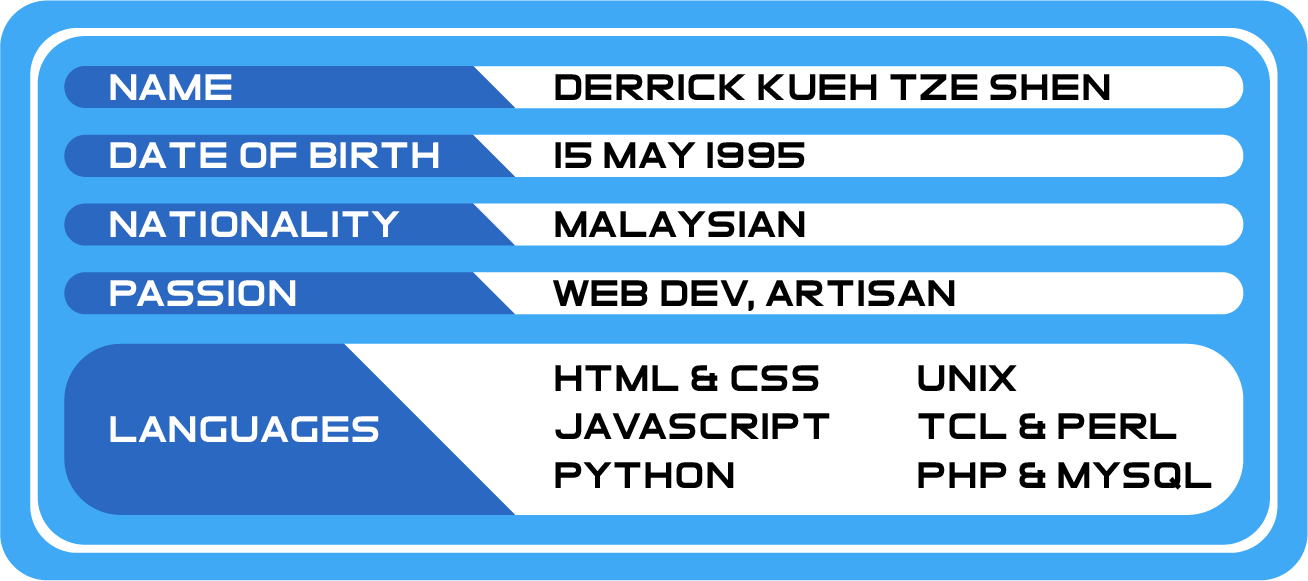 NAME DERRICK KUEH TZE SHEN
DATE OF BIRTH 15 MAY 1995
NATIONALITY MALAYSIAN
PASSION WEB DEV, ARTISAN
LANGUAGES
HTML & CSS UNIX
JAVASCRIPT TCL & PERL
PYTHON PHP & MYSQL